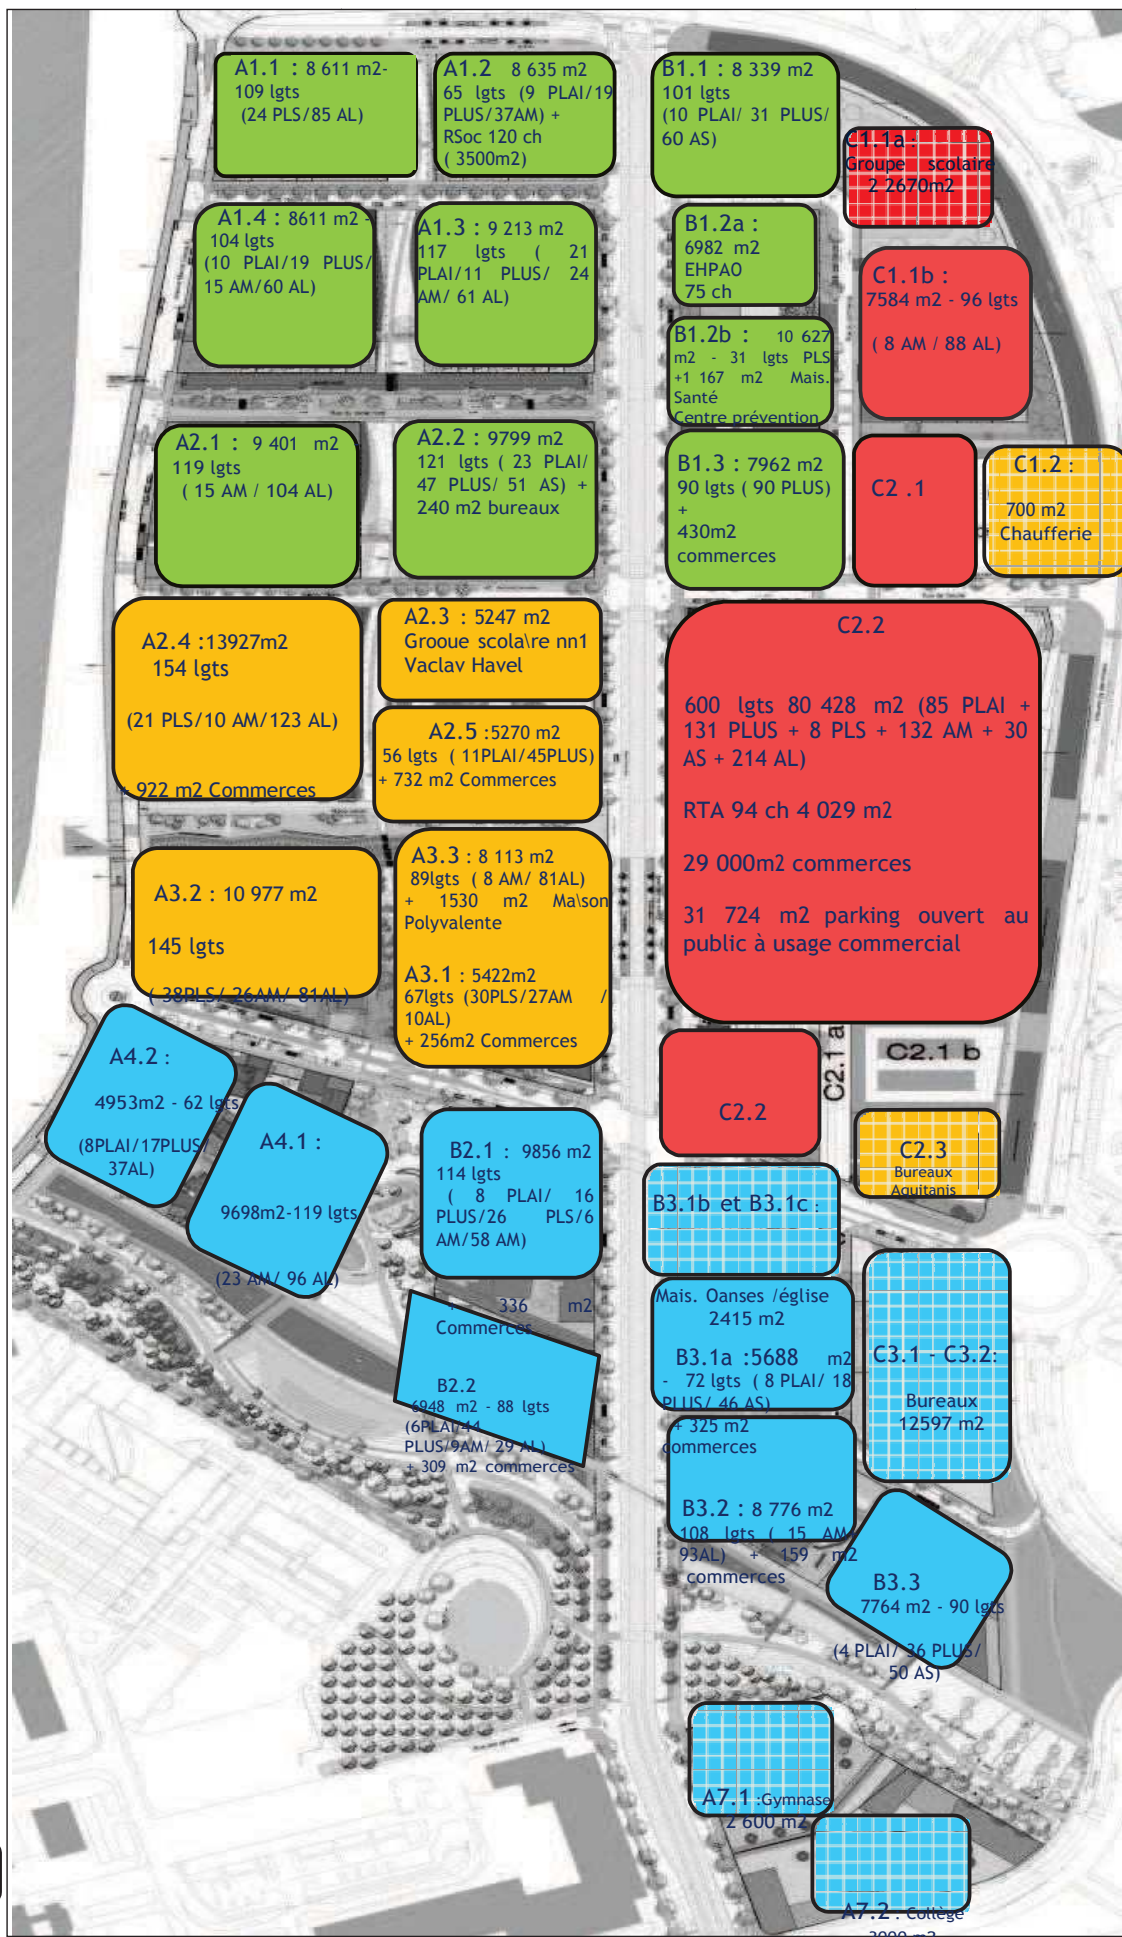 A1.1 : 8 611 m2-
109 lgts
(24 PLS/85 AL)
A1.2 8 635 m2
65 lgts (9 PLAI/19
PLUS/37AM) +
RSoc 120 ch
( 3500m2)
B1.1 : 8 339 m2
101 lgts
(10 PLAI/ 31 PLUS/
60 AS)
C1.1a :
Groupe scolaire
2 2670m2
A1.4 : 8611 m2 -
104 lgts
(10 PLAI/19 PLUS/
15 AM/60 AL)
A1.3 : 9 213 m2
117 lgts ( 21
PLAI/11 PLUS/ 24
AM/ 61 AL)
B1.2a :
6982 m2
EHPAO
75 ch
C1.1b :
7584 m2 - 96 lgts
( 8 AM / 88 AL)
B1.2b : 10 627
m2 - 31 lgts PLS
+1 167 m2 Mais.
Santé
Centre prévention
A2.1 : 9 401 m2
119 lgts
( 15 AM / 104 AL)
A2.2 : 9799 m2
121 lgts ( 23 PLAI/
47 PLUS/ 51 AS) +
240 m2 bureaux
B1.3 : 7962 m2
90 lgts ( 90 PLUS)
+
430m2
commerces
C2 .1
C1.2 :
700 m2
Chaufferie
A2.4 :13927m2
154 lgts
(21 PLS/10 AM/123 AL)
+ 922 m2 Commerces
A2.3 : 5247 m2
Grooue scola\re nn1
Vaclav Havel
A2.5 :5270 m2
56 lgts ( 11PLAI/45PLUS)
+ 732 m2 Commerces
C2.2
600 lgts 80 428 m2 (85 PLAI +
131 PLUS + 8 PLS + 132 AM + 30
AS + 214 AL)
RTA 94 ch 4 029 m2
29 000m2 commerces
31 724 m2 parking ouvert au
public à usage commercial
A3.2 : 10 977 m2
145 lgts
( 38PLS/ 26AM/ 81AL)
A3.3 : 8 113 m2
89lgts ( 8 AM/ 81AL)
+ 1530 m2 Ma\son
Polyvalente
A3.1 : 5422m2
67lgts (30PLS/27AM /
10AL)
+ 256m2 Commerces
C2.1 a
C2.1 b
C2.2
C2.3
Bureaux
Aquitanis
A4.2 :
4953m2 - 62 lgts
(8PLAI/17PLUS/
37AL)
A4.1 :
9698m2-119 lgts
(23 AM/ 96 AL)
B2.1 : 9856 m2
114 lgts
( 8 PLAI/ 16
PLUS/26 PLS/6
AM/58 AM)
+ 336 m2
Commerces
B2.2
6948 m2 - 88 lgts
(6PLAI/44
PLUS/9AM/ 29 AL)
+ 309 m2 commerces
B3.1b et B3.1c :
Mais. Oanses /église
2415 m2
B3.1a :5688 m2
- 72 lgts ( 8 PLAI/ 18
PLUS/ 46 AS)
+ 325 m2
commerces
C3.1 - C3.2:
Bureaux
12597 m2
B3.2 : 8 776 m2
108 lgts ( 15 AM/
93AL) + 159 m2
commerces
B3.3
7764 m2 - 90 lgts
(4 PLAI/ 36 PLUS/
50 AS)
A7.1 :Gymnase
2 600 m2
A7.2 : Collège
3000 m2